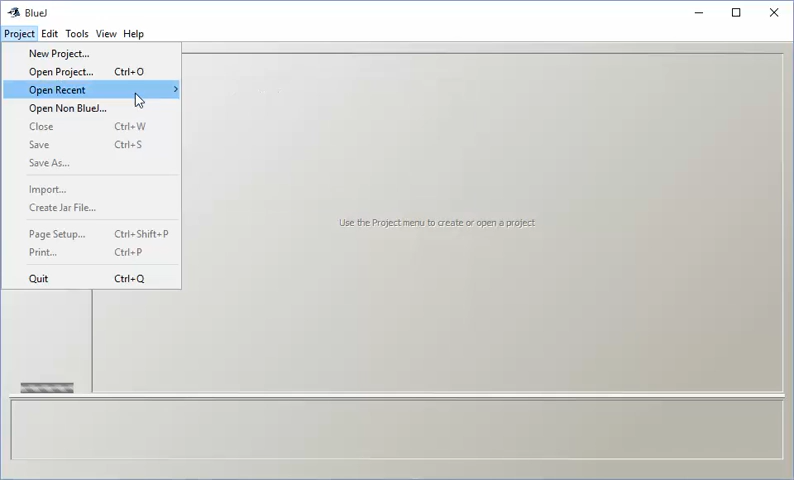 BlueJ
Project Edit Tools View Help
New Project...
Open Project... Ctrl+O
Open Recent
Open Non BlueJ...
Close Ctrl+W
Save Ctrl+S
Save As...
Import...
Create Jar File...
Page Setup... Ctrl+Shift+P
Print... Ctrl+P
Quit Ctrl+Q
Use the Project menu to create or open a project